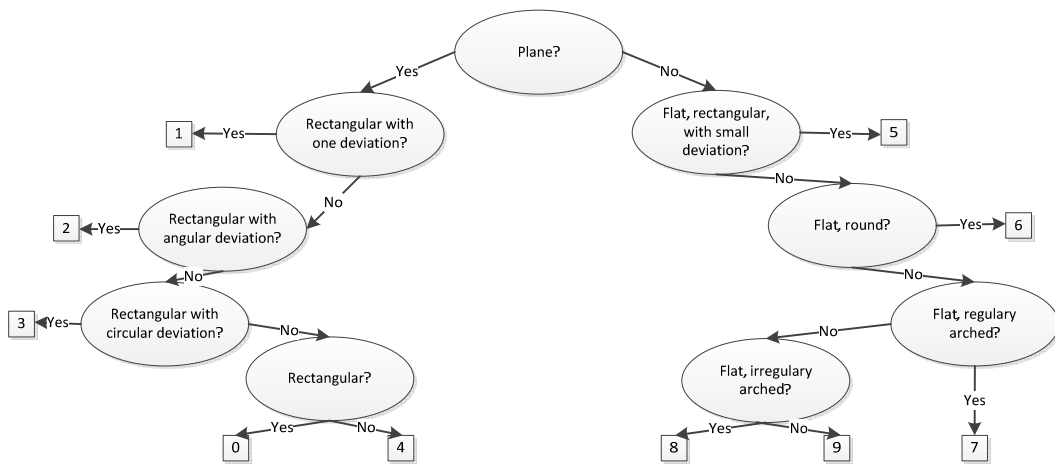 Plane?
Yes
No
Rectangular with
one deviation?
Yes
1
No
Flat, rectangular,
with small
deviation?
Yes
5
No
Rectangular with
angular deviation?
Yes
2
No
Flat, round?
Yes
6
No
Rectangular with
circular deviation?
Yes
3
No
Flat, regulary
arched?
No
Yes
7
Rectangular?
Yes
No
0
4
Flat, irregulary
arched?
Yes
No
8
9